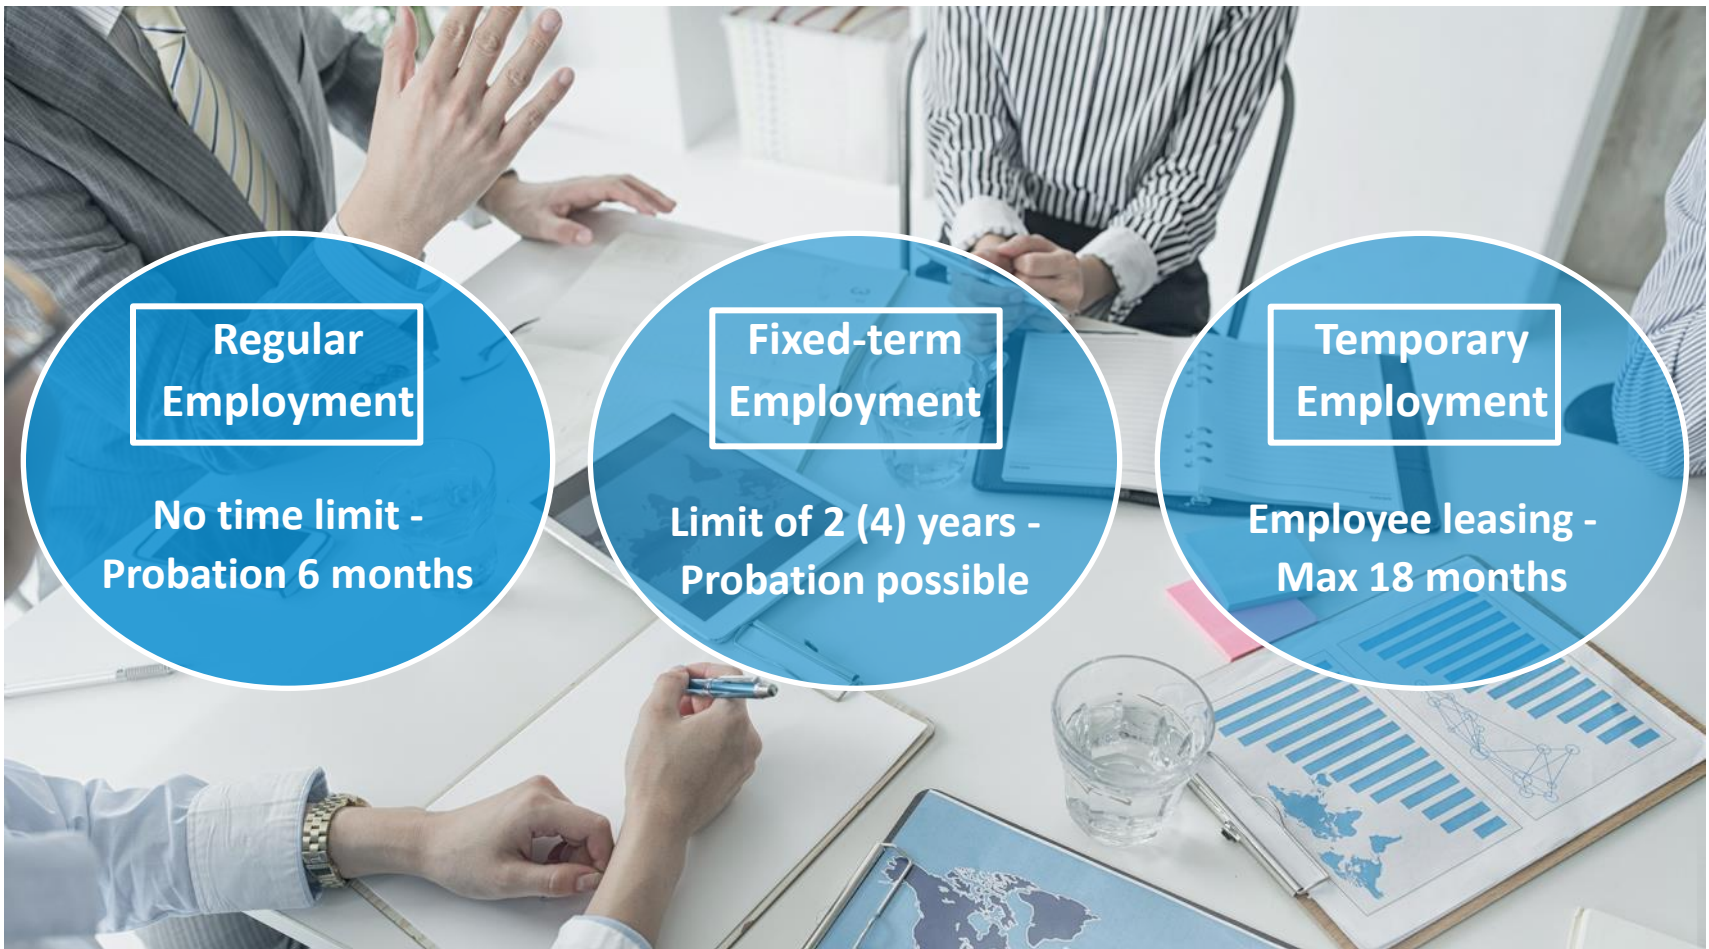 Regular
Employment
No time limit -
Probation 6 months
Fixed-term
Employment
Limit of 2 (4) years -
Probation possible
Temporary
Employment
Employee leasing -
Max 18 months